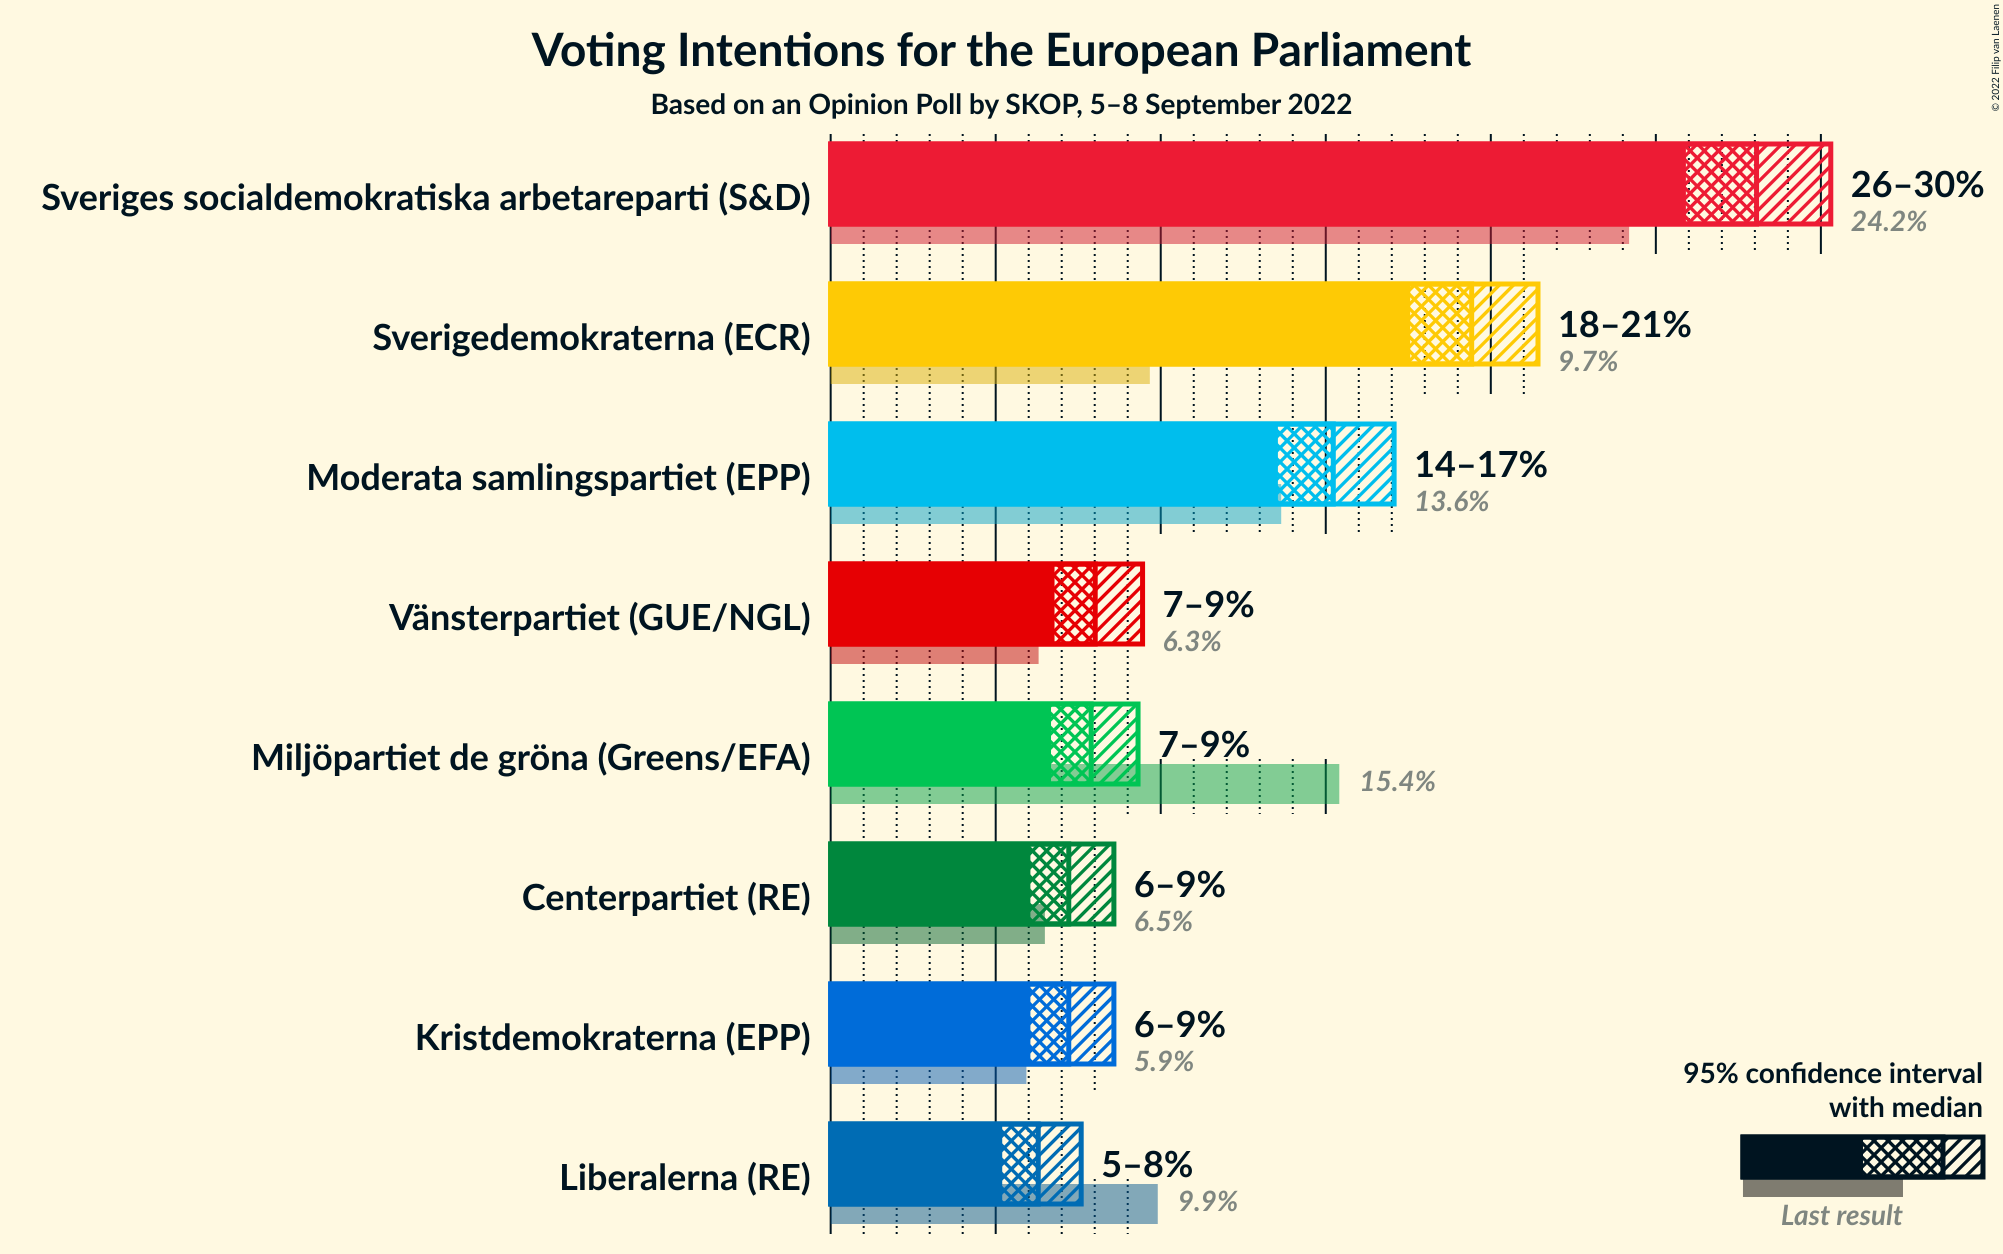 Voting Intentions for the European Parliament
Based on an Opinion Poll by SKOP, 5–8 September 2022
© 2022 Filip van Laenen
Sveriges socialdemokratiska arbetareparti (S&D)
26–30%
24.2%
Sverigedemokraterna (ECR)
18–21%
9.7%
Moderata samlingspartiet (EPP)
14–17%
13.6%
Vänsterpartiet (GUE/NGL)
7–9%
6.3%
Miljöpartiet de gröna (Greens/EFA)
7–9%
15.4%
Centerpartiet (RE)
6–9%
6.5%
Kristdemokraterna (EPP)
6–9%
5.9%
Liberalerna (RE)
5–8%
9.9%
95% confidence interval
with median
Last result